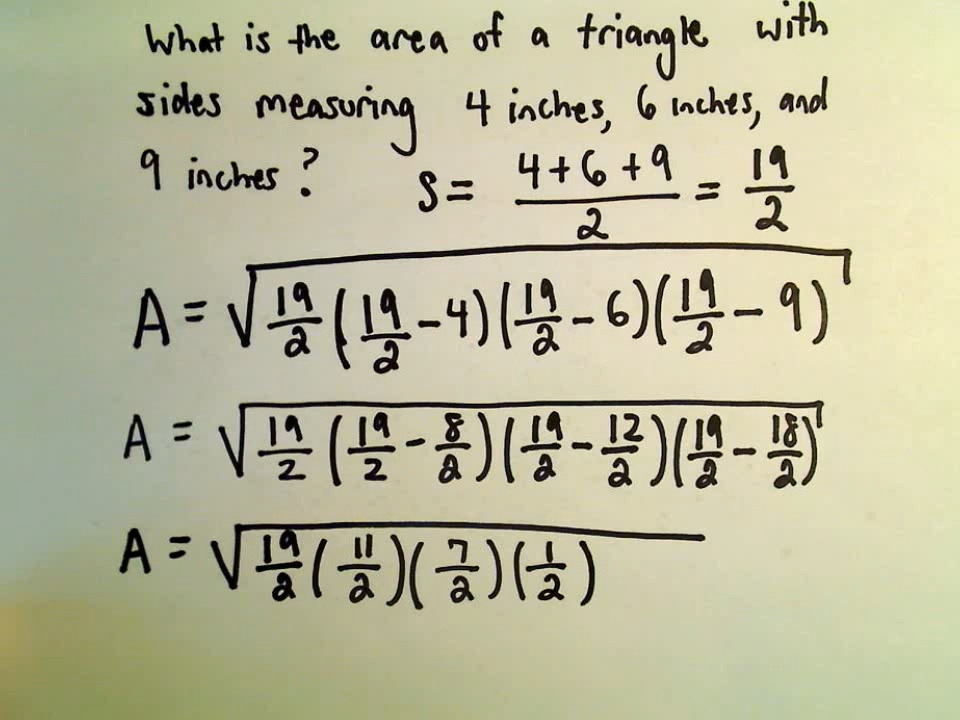 What is the area of a triangle with
sides measuring 4 inches, 6 inches, and
9 inches? S = (4+6+9)/2 = 19/2
A = √(19/2 (19/2 - 4)(19/2 - 6)(19/2 - 9))
A = √(19/2 (19/2 - 8/2)(19/2 - 12/2)(19/2 - 18/2))
A = √(19/2 (11/2)(7/2)(1/2))